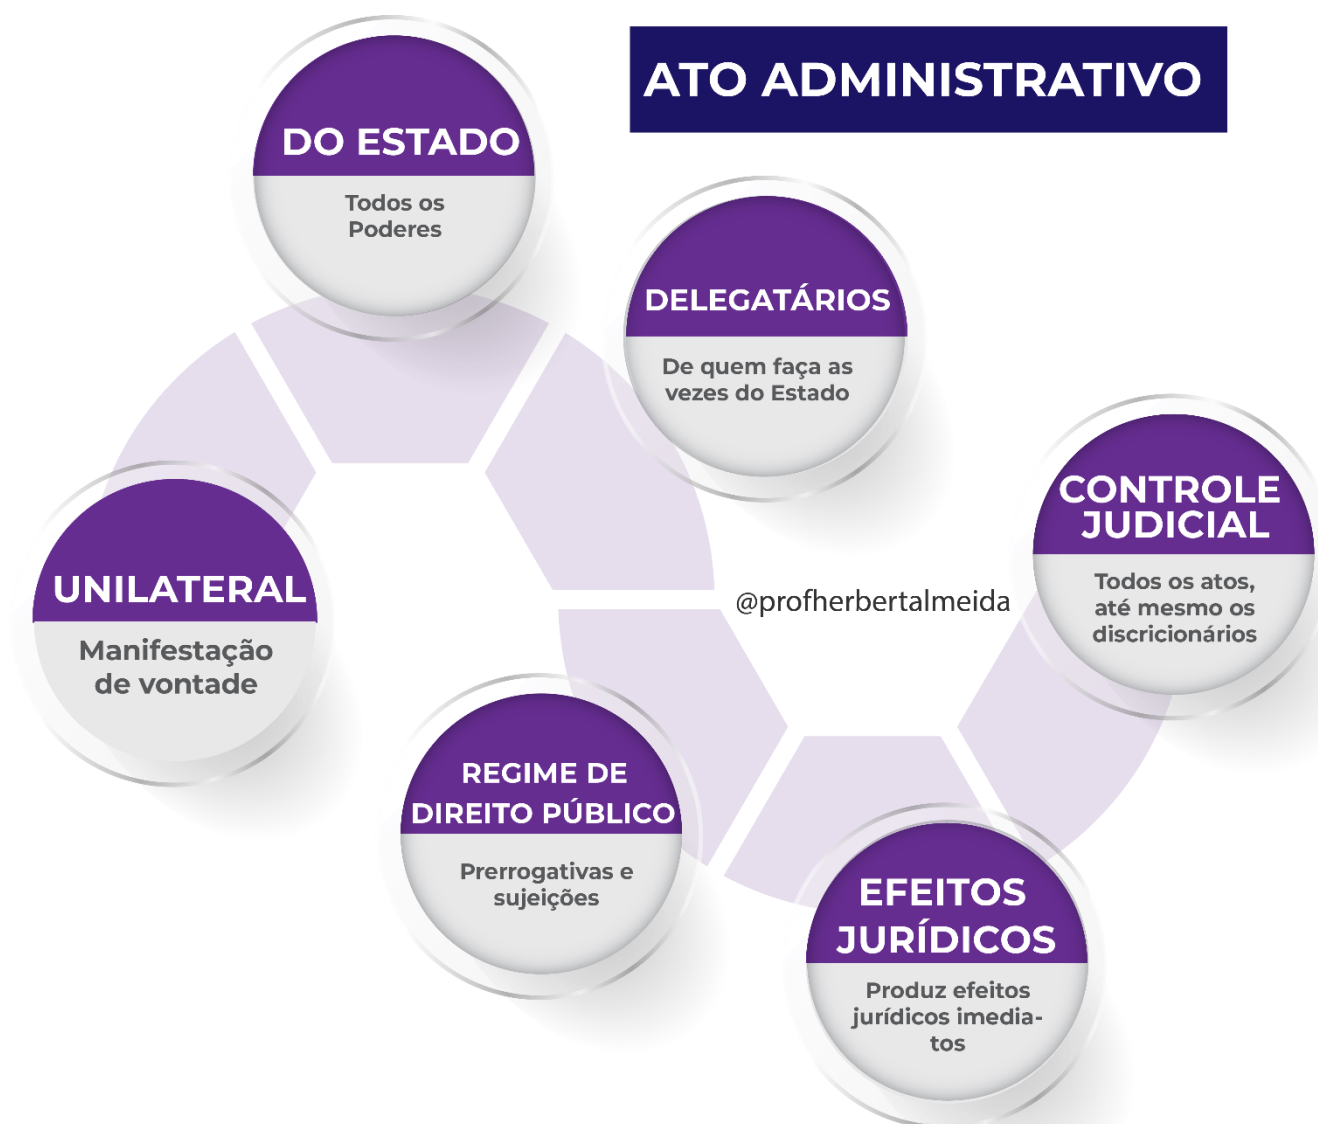 ATO ADMINISTRATIVO
DO ESTADO
Todos os
Poderes
DELEGATÁRIOS
De quem faça as
vezes do Estado
CONTROLE
JUDICIAL
Todos os atos,
até mesmo os
discricionários
@profherbertalmeida
UNILATERAL
Manifestação
de vontade
REGIME DE
DIREITO PÚBLICO
Prerrogativas e
sujeições
EFEITOS
JURÍDICOS
Produz efeitos
jurídicos imedia-
tos